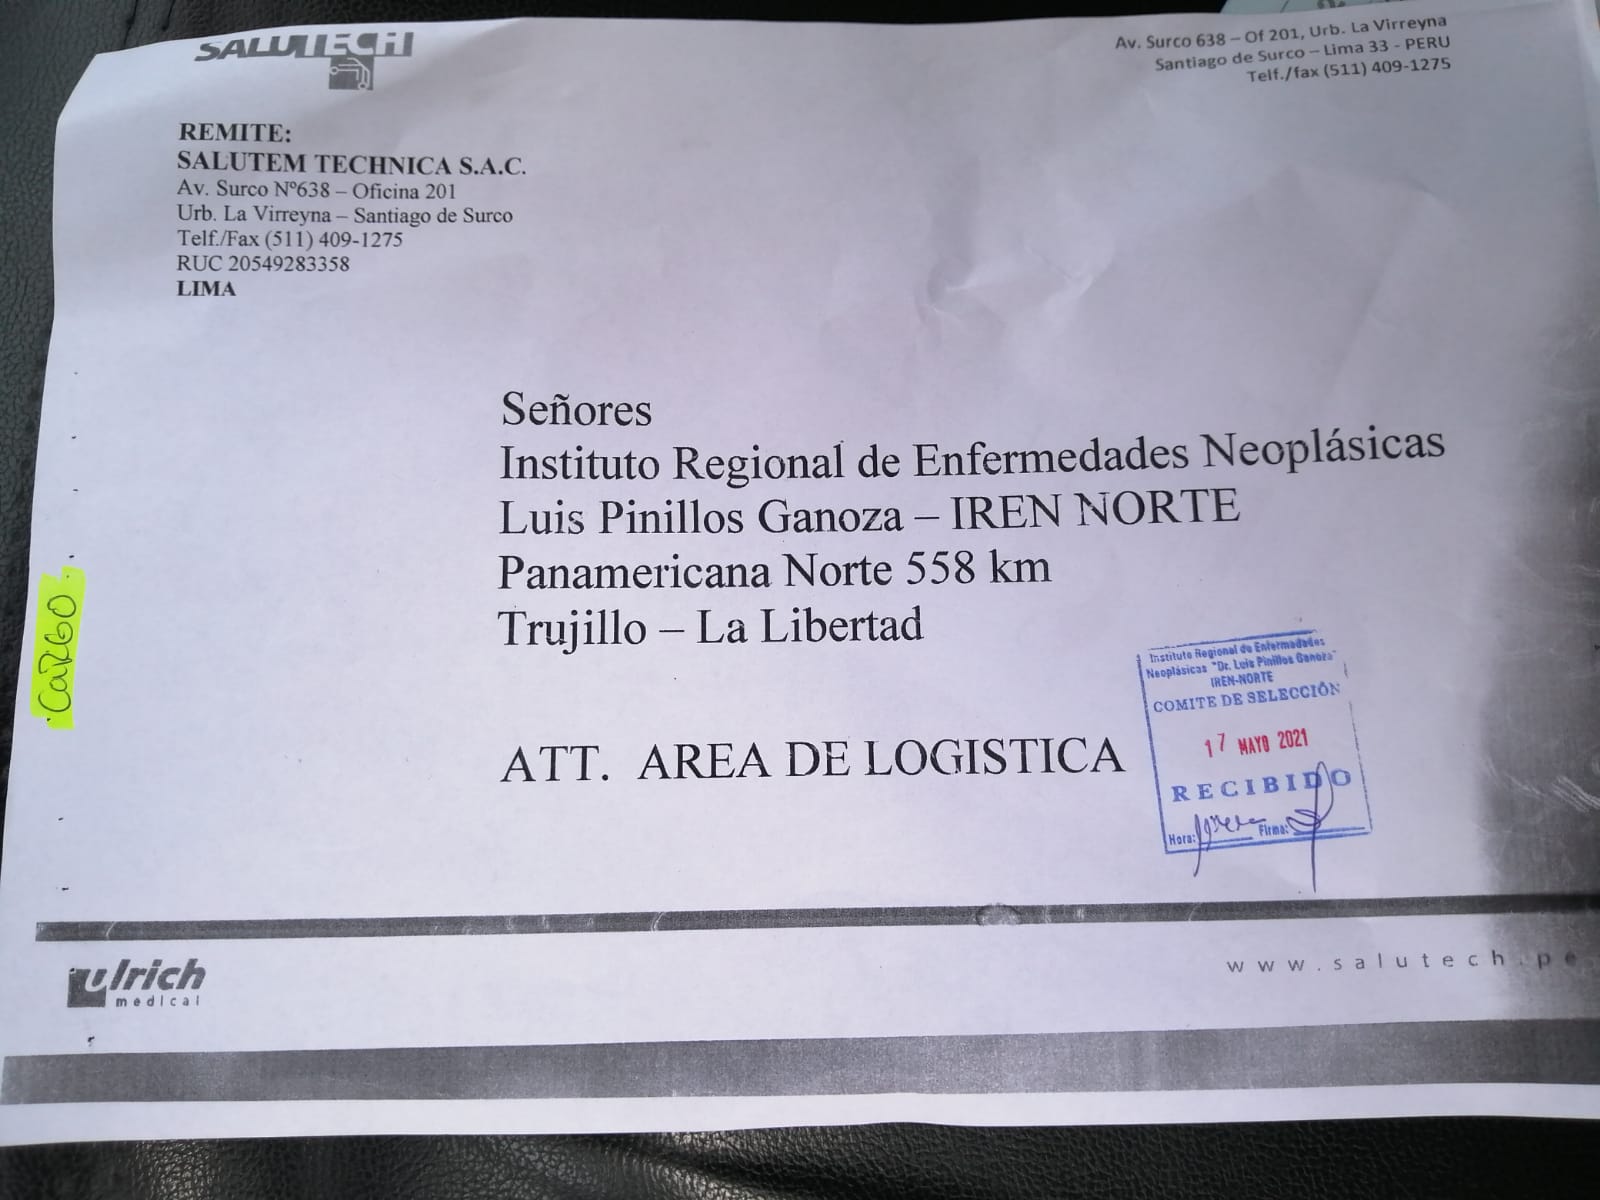 SALUTECH
Av. Surco 638 – Of 201, Urb. La Virreyna
Santiago de Surco – Lima 33 - PERU
Telf./fax (511) 409-1275
REMITE:
SALUTEM TECHNICA S.A.C.
Av. Surco Nº638 – Oficina 201
Urb. La Virreyna – Santiago de Surco
Telf./Fax (511) 409-1275
RUC 20549283358
LIMA
Señores
Instituto Regional de Enfermedades Neoplásicas
Luis Pinillos Ganoza – IREN NORTE
Panamericana Norte 558 km
Trujillo – La Libertad
CARGO
ATT. AREA DE LOGISTICA
Instituto Regional de Enfermedades
Neoplásicas "Dr. Luis Pinillos Ganoza"
IREN-NORTE
COMITE DE SELECCIÓN
17 MAYO 2021
RECIBIDO
Hora: Firma:
ulrich
medical
www.salutech.pe